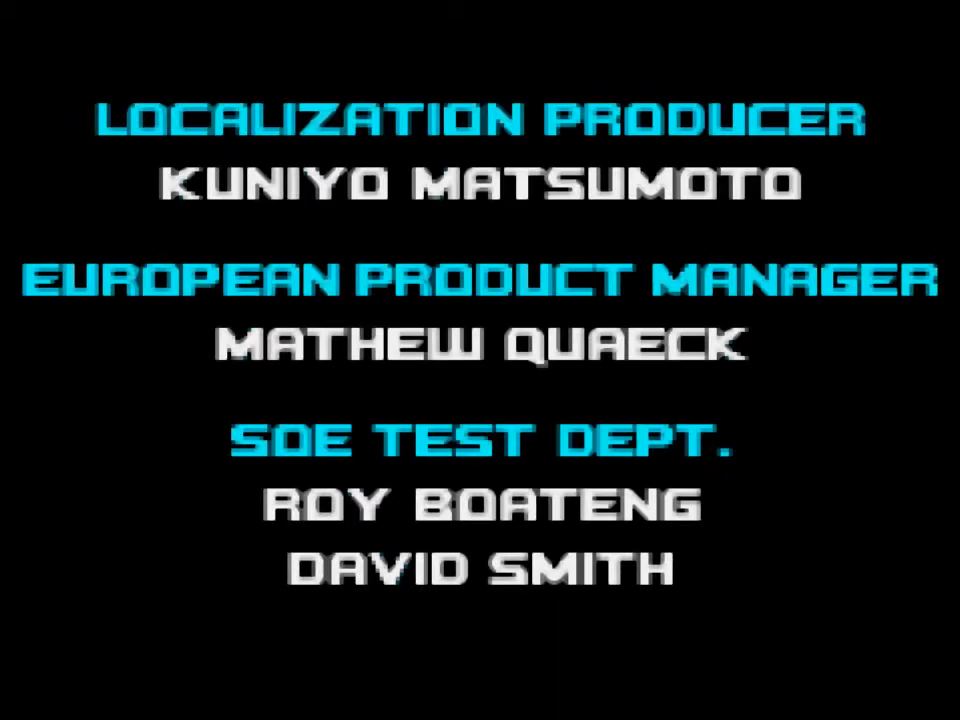 LOCALIZATION PRODUCER
KUNIYO MATSUMOTO
EUROPEAN PRODUCT MANAGER
MATHEW QUAECK
SOE TEST DEPT.
ROY BOATENG
DAVID SMITH